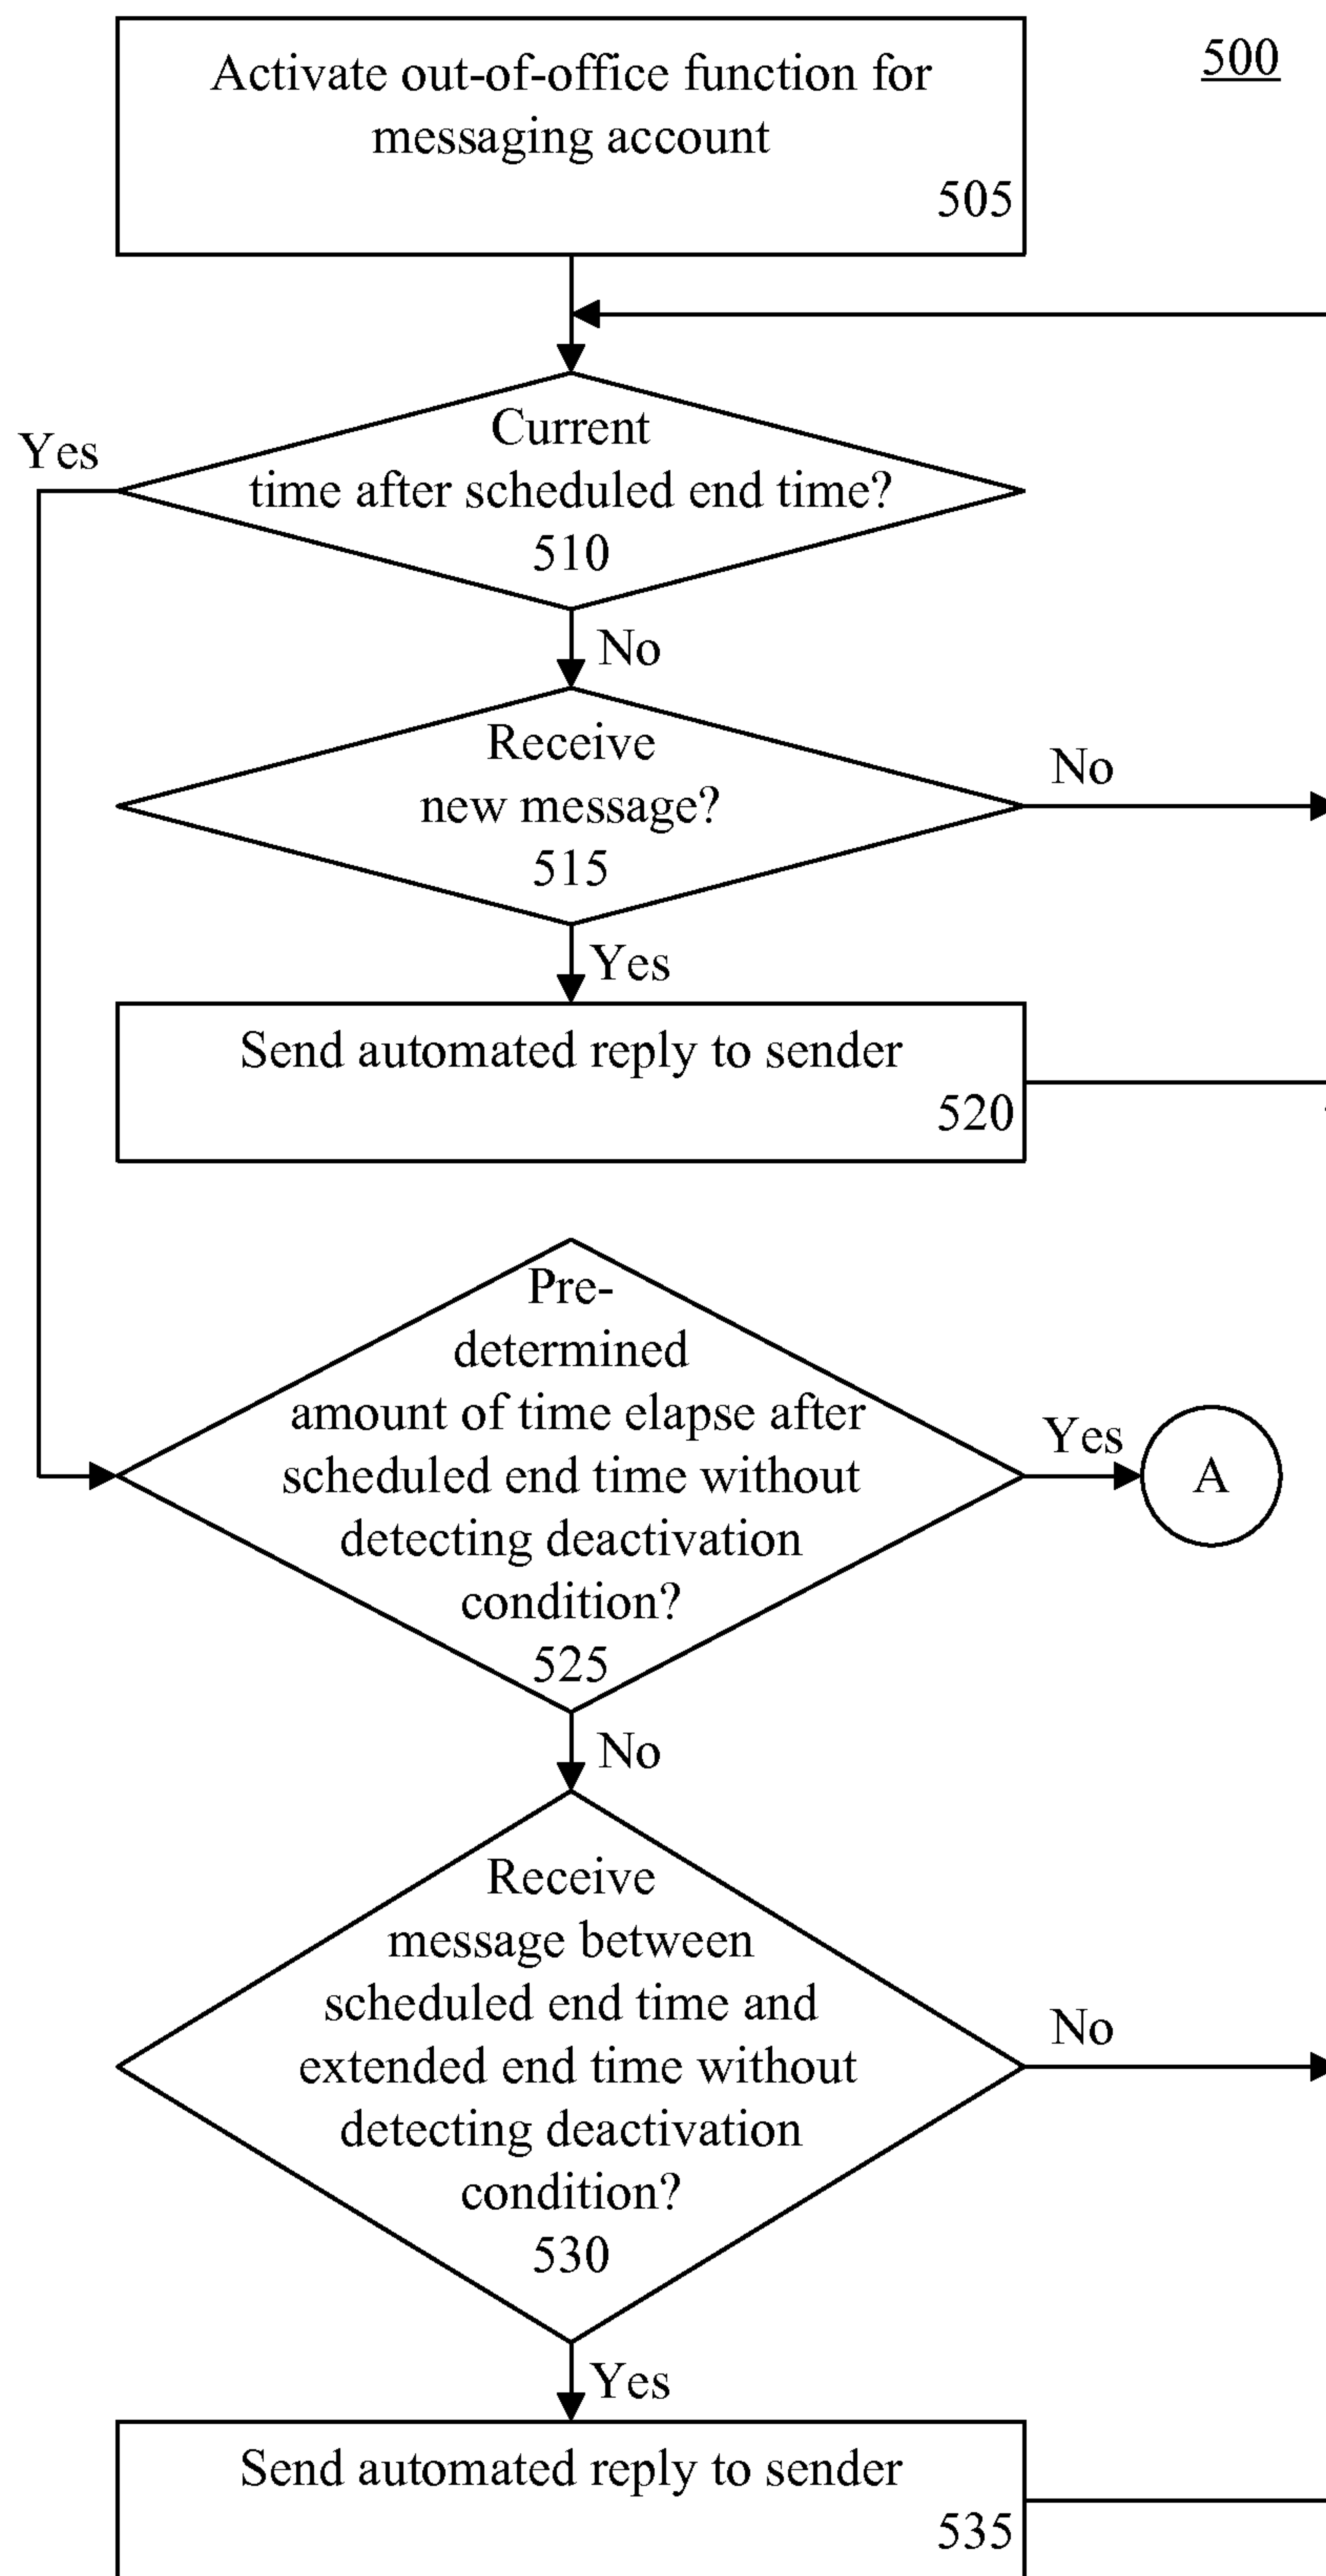 500
Activate out-of-office function for
messaging account
505
Current
time after scheduled end time?
510
Yes
No
Receive
new message?
515
No
Yes
Send automated reply to sender
520
Pre-
determined
amount of time elapse after
scheduled end time without
detecting deactivation
condition?
525
Yes
A
No
Receive
message between
scheduled end time and
extended end time without
detecting deactivation
condition?
530
No
Yes
Send automated reply to sender
535